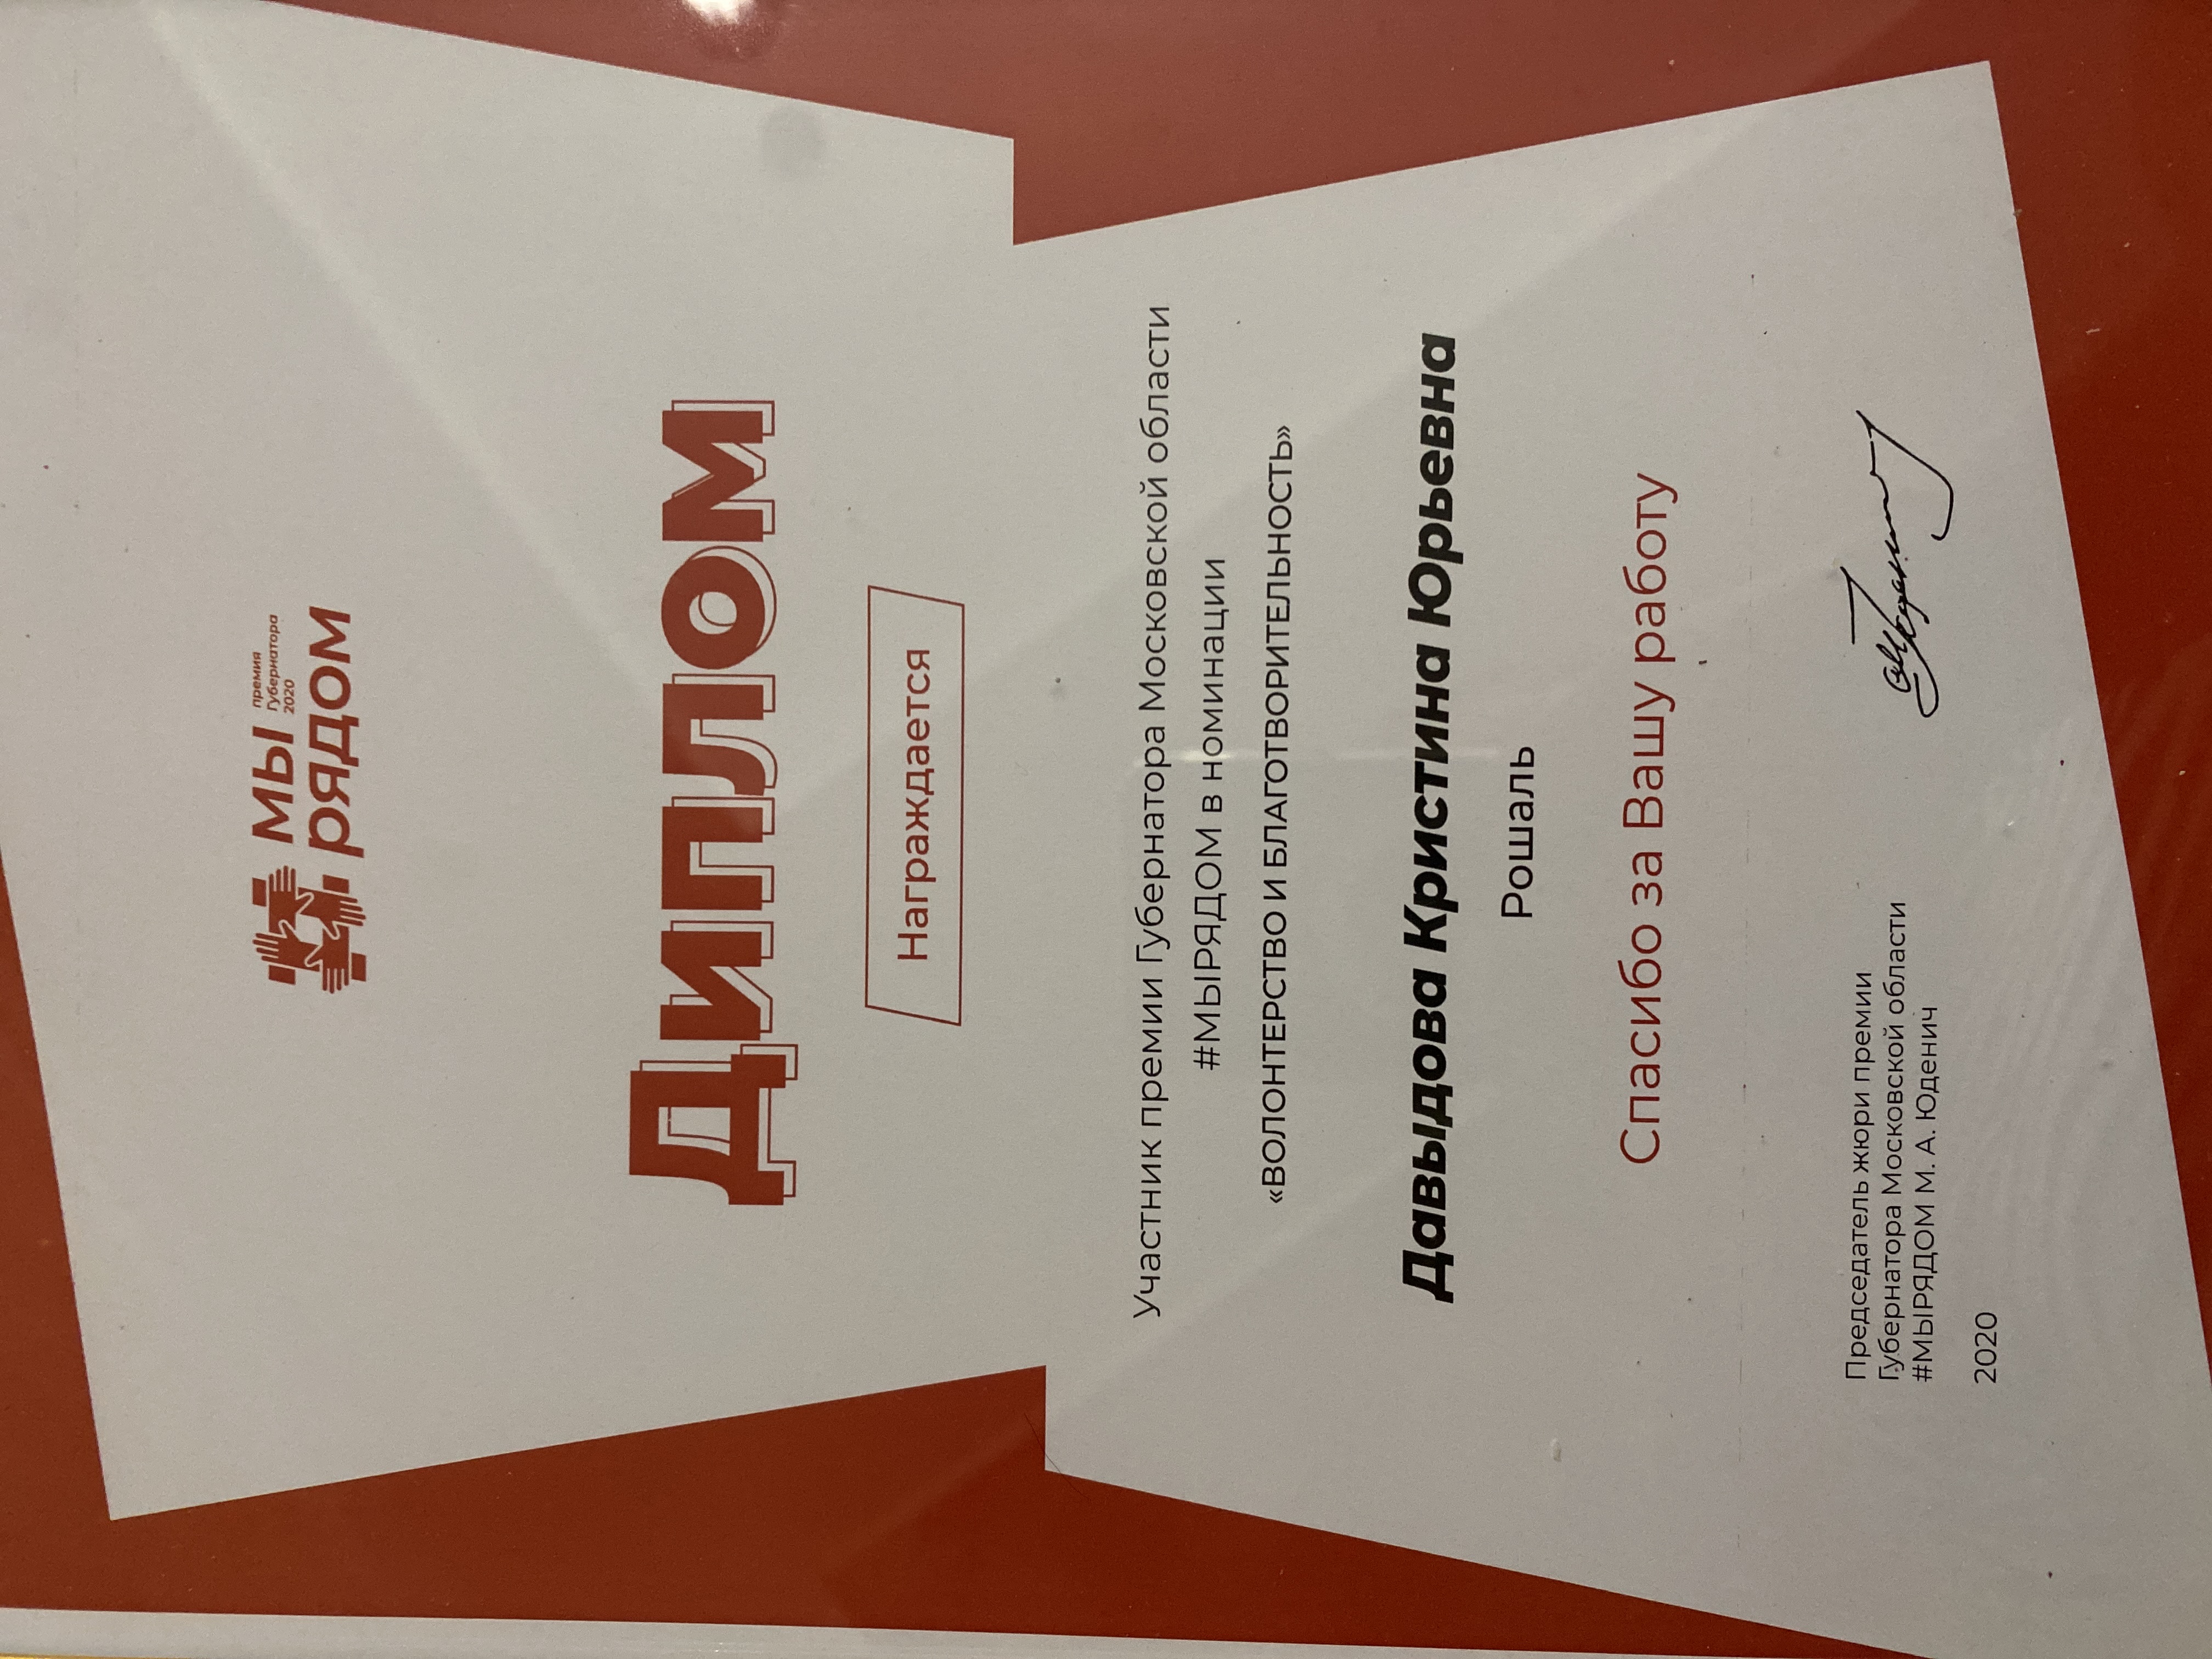 МЫ
премия
Губернатора
2020
РЯДОМ
ДИПЛОМ
Награждается
Участник премии Губернатора Московской области
#МЫРЯДОМ в номинации
«ВОЛОНТЕРСТВО И БЛАГОТВОРИТЕЛЬНОСТЬ»
Давыдова Кристина Юрьевна
Рошаль
Спасибо за Вашу работу
Председатель жюри премии
Губернатора Московской области
#МЫРЯДОМ М. А. Юденич
2020